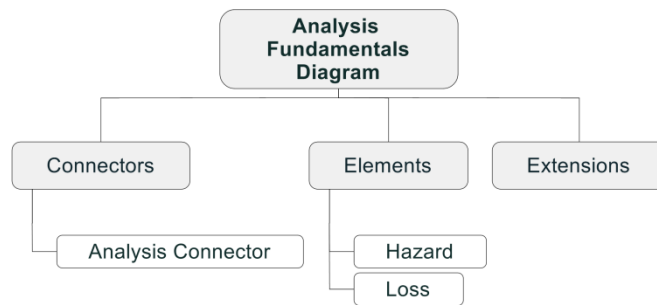 Analysis
Fundamentals
Diagram
Connectors
Elements
Extensions
Analysis Connector
Hazard
Loss